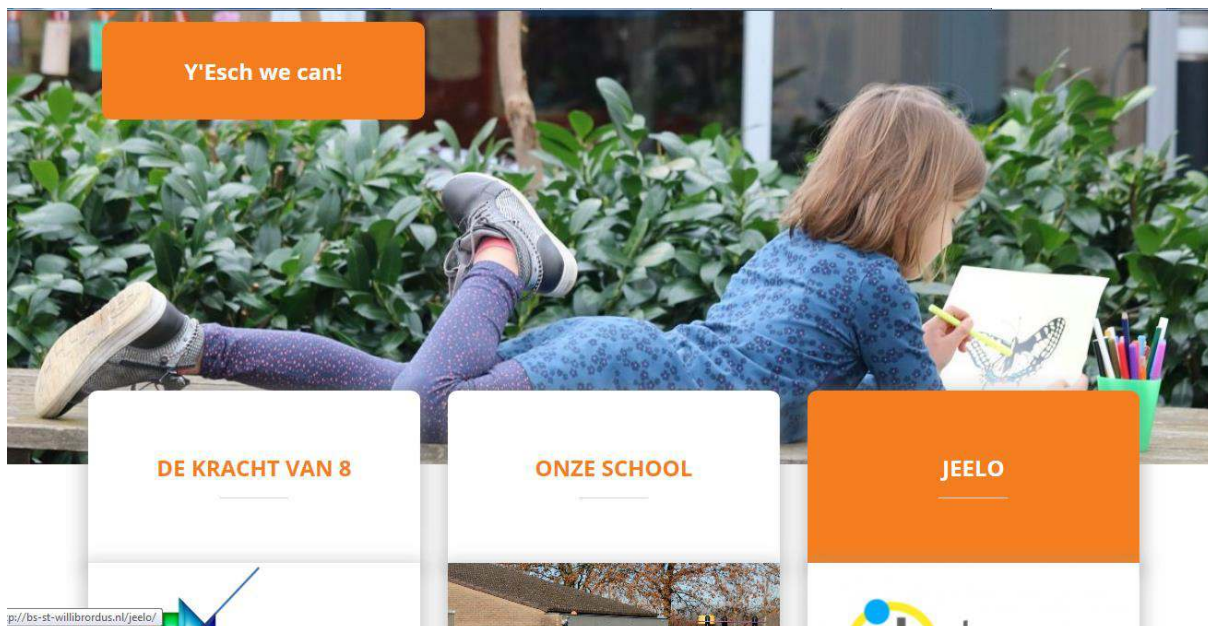 Y'Esch we can!
DE KRACHT VAN 8
ONZE SCHOOL
JEELO
p://bs-st-willibrordus.nl/jeelo/